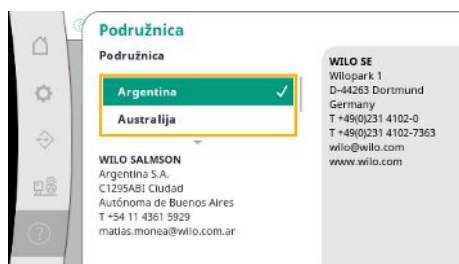 Podružnica
Podružnica
Argentina
Australija
WILO SALMSON
Argentina S.A.
C1295ABI Ciudad
Autónoma de Buenos Aires
T +54 11 4361 5929
matias.monea@wilo.com.ar
WILO SE
Wilopark 1
D-44263 Dortmund
Germany
T +49(0)231 4102-0
T +49(0)231 4102-7363
wilo@wilo.com
www.wilo.com